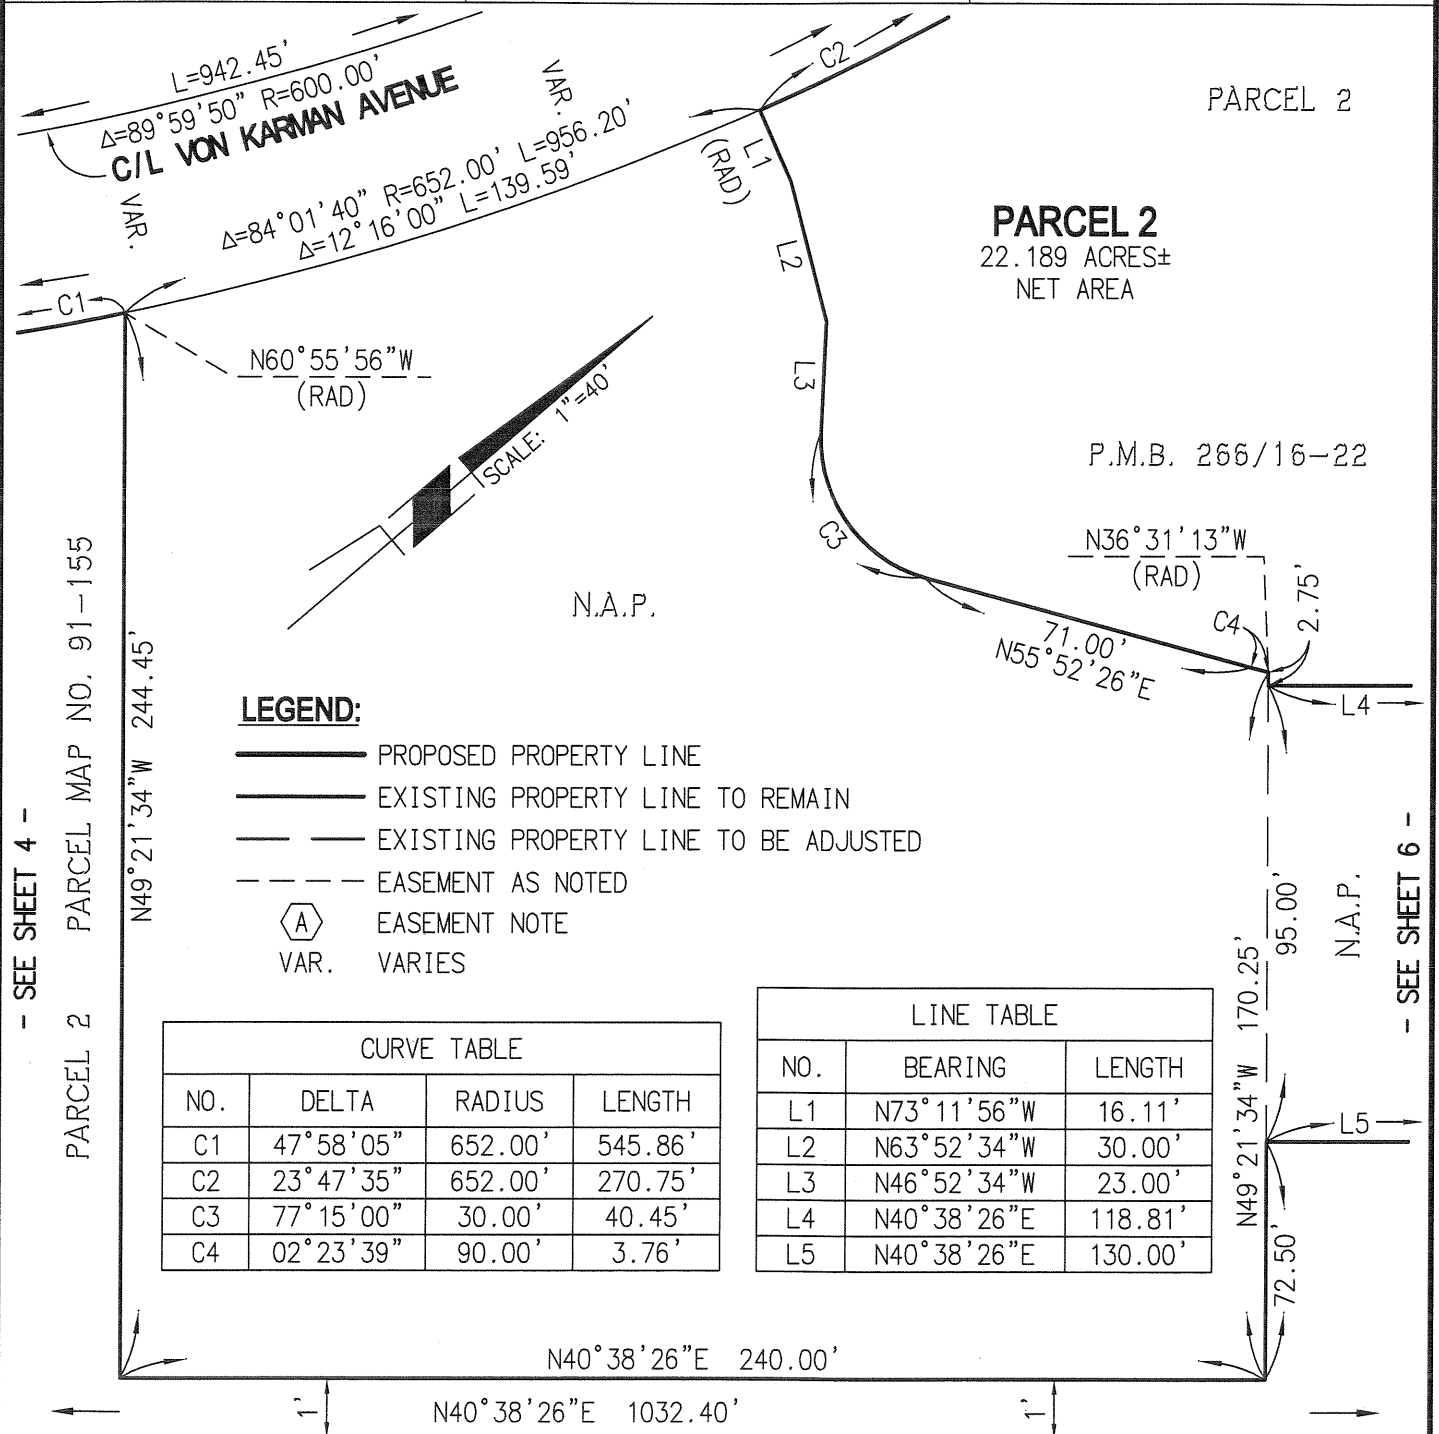 L=942.45'
Δ=89°59'50" R=600.00'
C/L VON KARMAN AVENUE
VAR.
VAR.
Δ=84°01'40" R=652.00' L=956.20'
Δ=12°16'00" L=139.59'
C2
L1
(RAD)
PARCEL 2
PARCEL 2
22.189 ACRES±
NET AREA
L2
C1
N60°55'56"W
(RAD)
SCALE: 1"=40'
L3
P.M.B. 266/16-22
C3
N36°31'13"W
(RAD)
2.75'
C4
N.A.P.
71.00'
N55°52'26"E
L4
- SEE SHEET 4 -
PARCEL 2 PARCEL MAP NO. 91-155
N49°21'34"W 244.45'
LEGEND:
PROPOSED PROPERTY LINE
EXISTING PROPERTY LINE TO REMAIN
EXISTING PROPERTY LINE TO BE ADJUSTED
EASEMENT AS NOTED
A EASEMENT NOTE
VAR. VARIES
N49°21'34"W 170.25'
95.00'
N.A.P.
- SEE SHEET 6 -
CURVE TABLE
NO. DELTA RADIUS LENGTH
C1 47°58'05" 652.00' 545.86'
C2 23°47'35" 652.00' 270.75'
C3 77°15'00" 30.00' 40.45'
C4 02°23'39" 90.00' 3.76'
LINE TABLE
NO. BEARING LENGTH
L1 N73°11'56"W 16.11'
L2 N63°52'34"W 30.00'
L3 N46°52'34"W 23.00'
L4 N40°38'26"E 118.81'
L5 N40°38'26"E 130.00'
L5
72.50'
N40°38'26"E 240.00'
1'
N40°38'26"E 1032.40'
1'